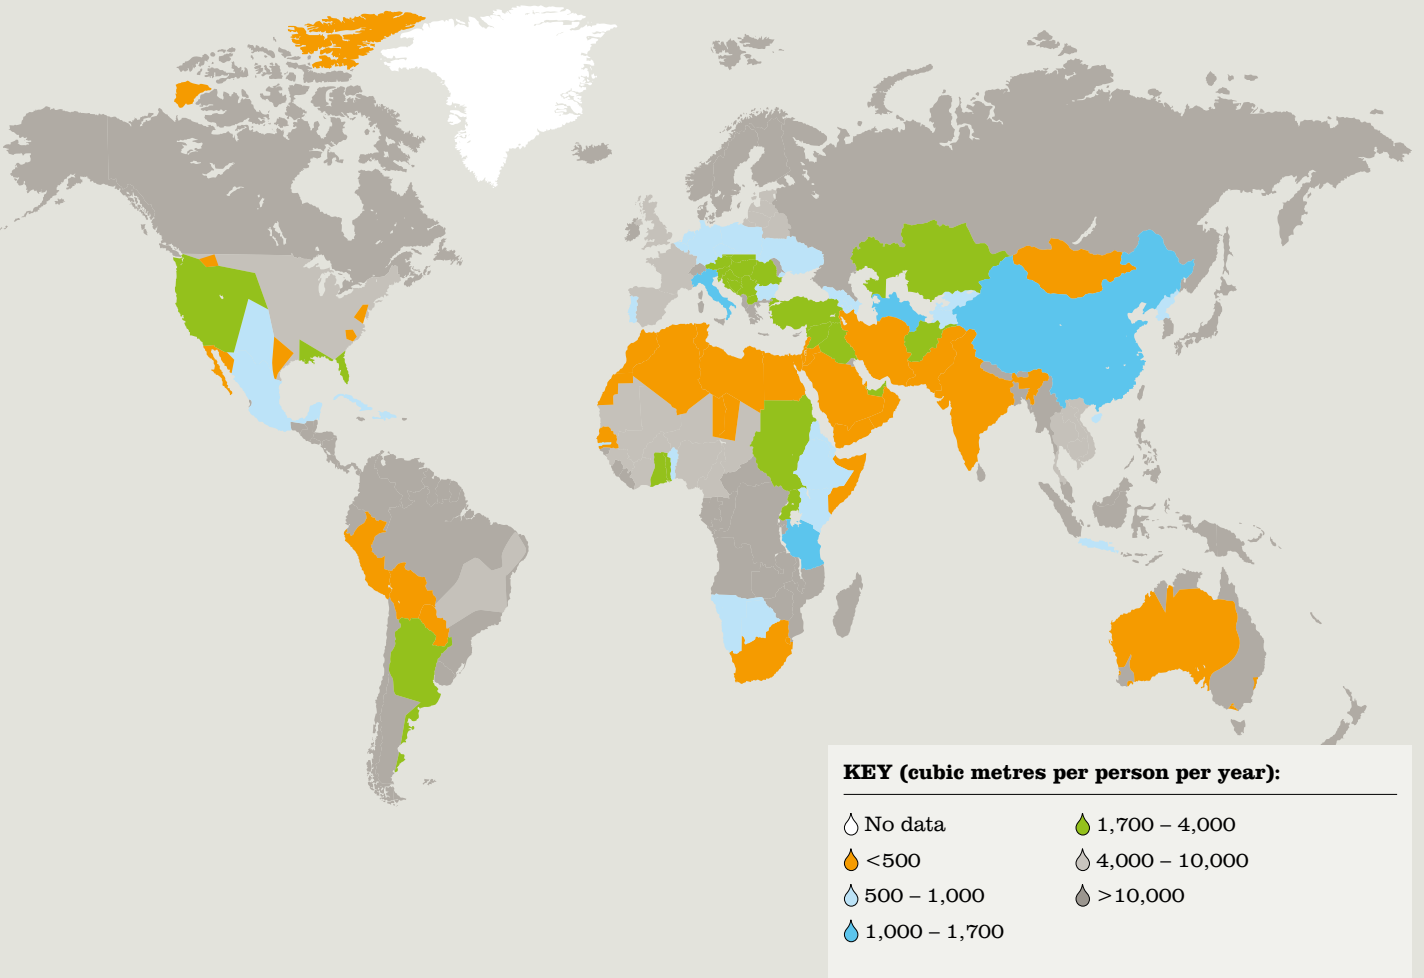 KEY (cubic metres per person per year):
No data
<500
500 – 1,000
1,000 – 1,700
1,700 – 4,000
4,000 – 10,000
>10,000